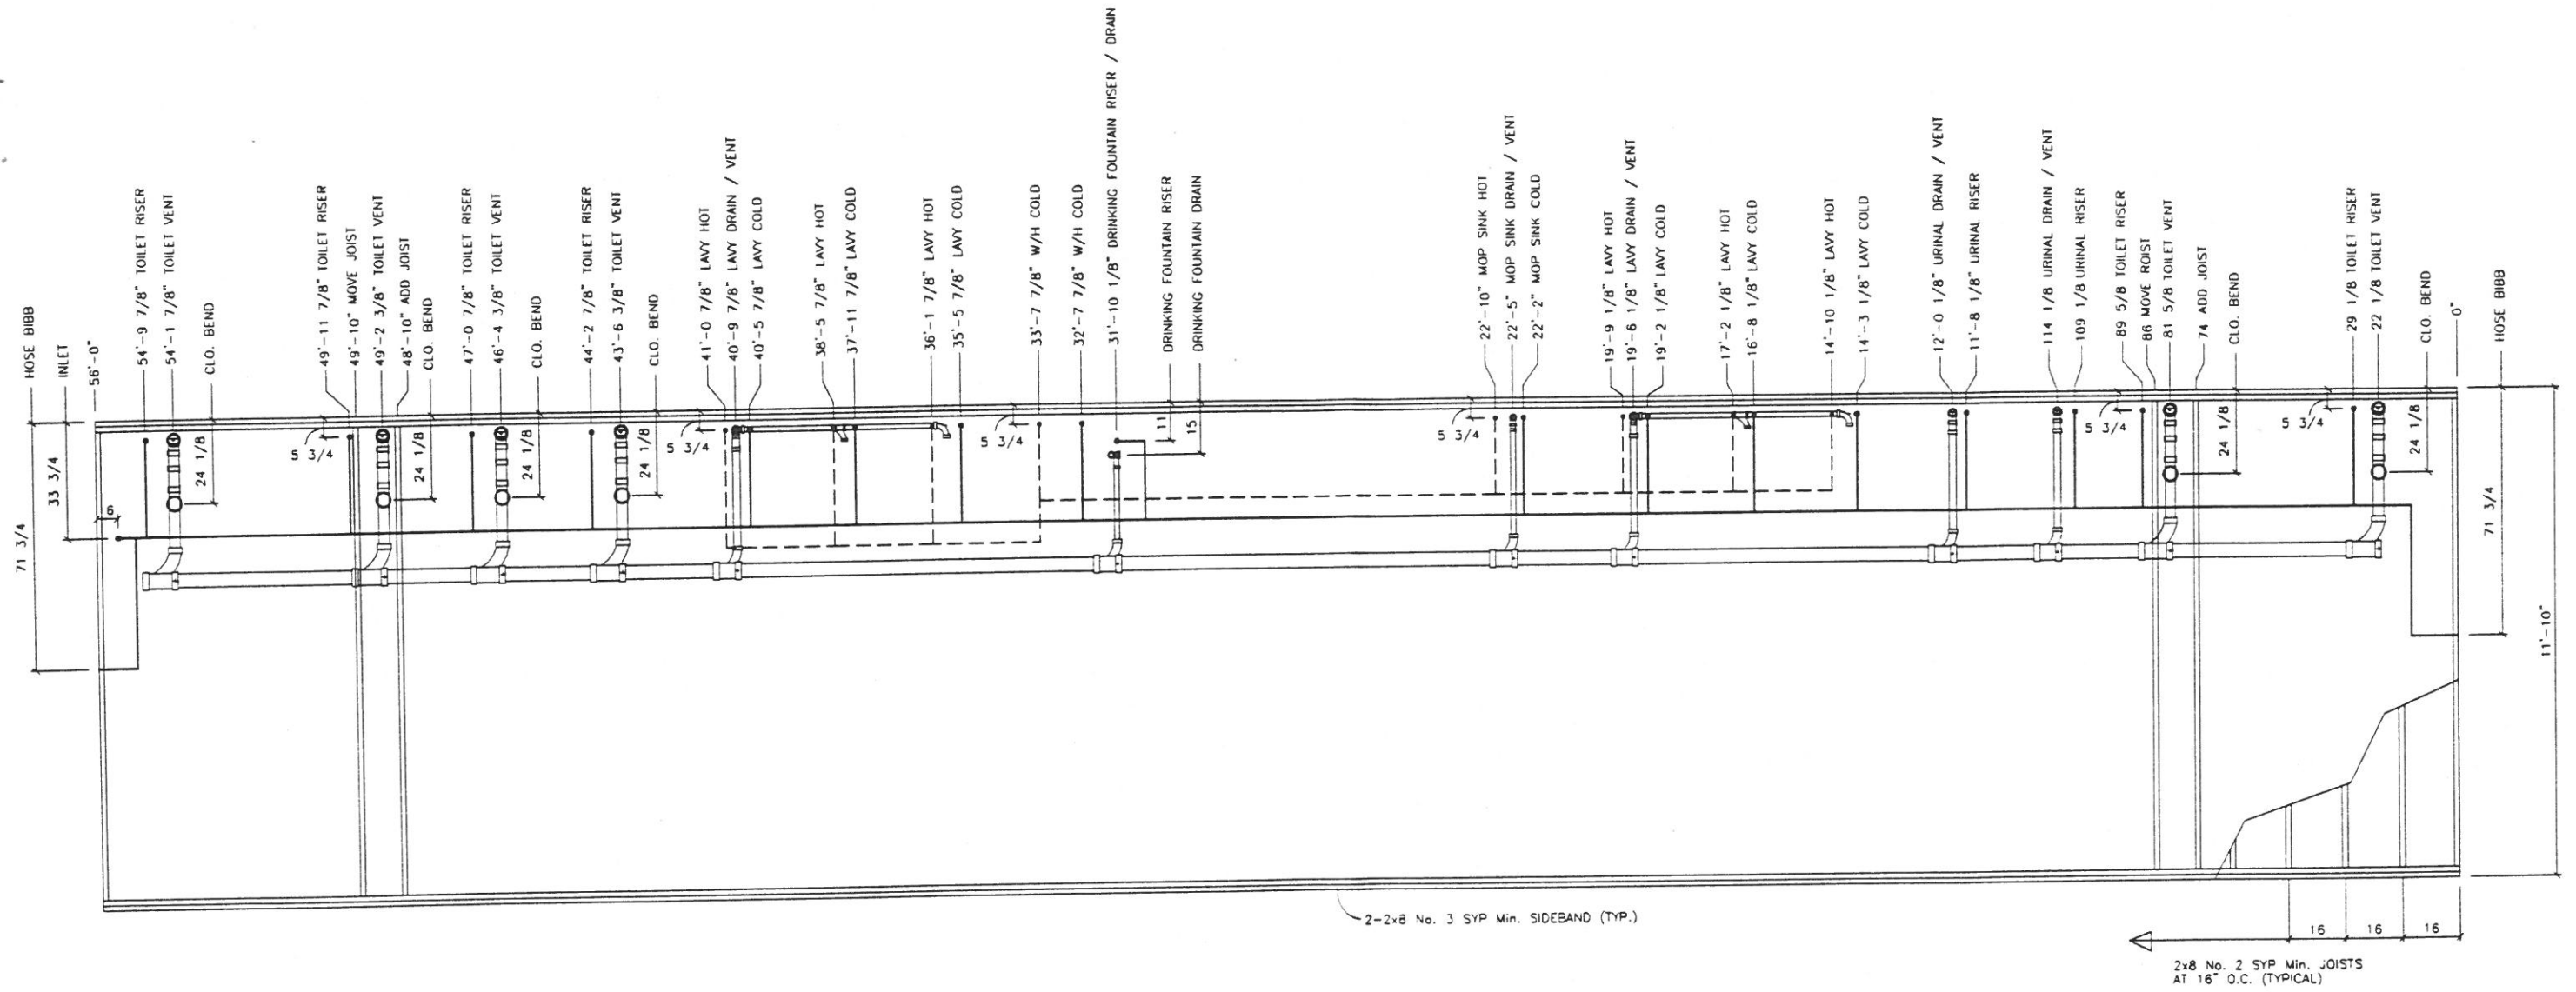 HOSE BIBB
INLET
56'-0"
54'-9 7/8" TOILET RISER
54'-1 7/8" TOILET VENT
CLO. BEND
49'-11 7/8" TOILET RISER
49'-10" MOVE JOIST
49'-2 3/8" TOILET VENT
48'-10" ADD JOIST
CLO. BEND
47'-0 7/8" TOILET RISER
46'-4 3/8" TOILET VENT
CLO. BEND
44'-2 7/8" TOILET RISER
43'-6 3/8" TOILET VENT
CLO. BEND
41'-0 7/8" LAVY HOT
40'-9 7/8" LAVY DRAIN / VENT
40'-5 7/8" LAVY COLD
38'-5 7/8" LAVY HOT
37'-11 7/8" LAVY COLD
36'-1 7/8" LAVY HOT
35'-5 7/8" LAVY COLD
33'-7 7/8" W/H COLD
32'-7 7/8" W/H COLD
31'-10 1/8" DRINKING FOUNTAIN RISER / DRAIN
DRINKING FOUNTAIN RISER
DRINKING FOUNTAIN DRAIN
22'-10" MOP SINK HOT
22'-5" MOP SINK DRAIN / VENT
22'-2" MOP SINK COLD
19'-9 1/8" LAVY HOT
19'-6 1/8" LAVY DRAIN / VENT
19'-2 1/8" LAVY COLD
17'-2 1/8" LAVY HOT
16'-8 1/8" LAVY COLD
14'-10 1/8" LAVY HOT
14'-3 1/8" LAVY COLD
12'-0 1/8" URINAL DRAIN / VENT
11'-8 1/8" URINAL RISER
114 1/8 URINAL DRAIN / VENT
109 1/8 URINAL RISER
89 5/8 TOILET RISER
86 MOVE ROIST
81 5/8 TOILET VENT
74 ADD JOIST
CLO. BEND
29 1/8 TOILET RISER
22 1/8 TOILET VENT
CLO. BEND
0"
HOSE BIBB
71 3/4
33 3/4
6
24 1/8
5 3/4
24 1/8
24 1/8
24 1/8
5 3/4
5 3/4
11
15
5 3/4
5 3/4
24 1/8
5 3/4
24 1/8
71 3/4
11'-10"
2-2x8 No. 3 SYP Min. SIDEBAND (TYP.)
16
16
16
2x8 No. 2 SYP Min. JOISTS
AT 16" O.C. (TYPICAL)